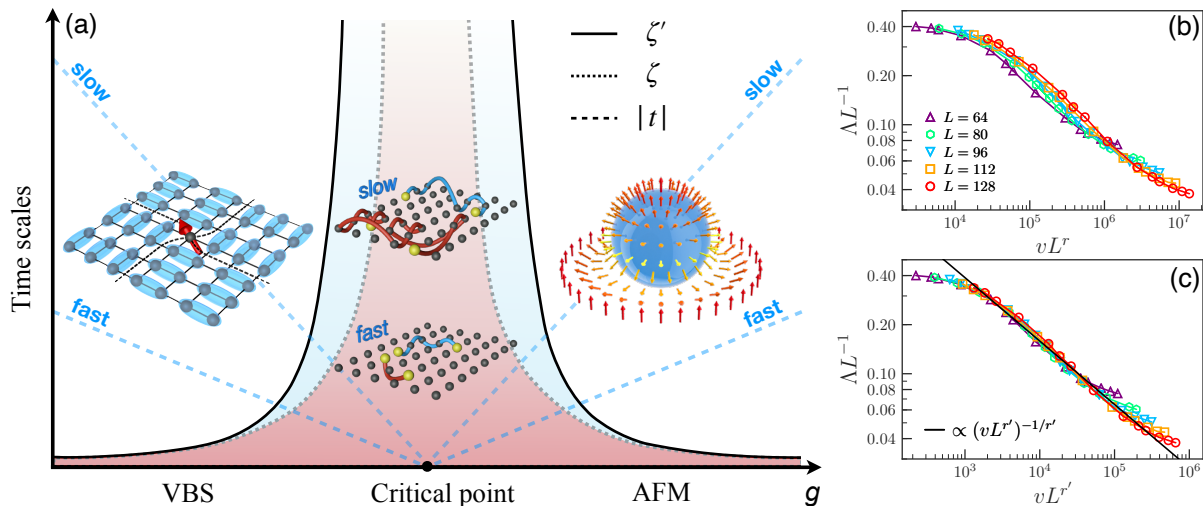 (a)
Time scales
slow
fast
slow
fast
slow
fast
ζ′
ζ
|t|
VBS
Critical point
AFM
g
(b)
0.40
0.20
0.10
0.08
0.06
0.04
ΛL⁻¹
L = 64
L = 80
L = 96
L = 112
L = 128
10⁴ 10⁵ 10⁶ 10⁷
vLʳ
(c)
0.40
0.20
0.10
0.08
0.06
0.04
ΛL⁻¹
∝ (vL^{r′})^{−1/r′}
10³ 10⁴ 10⁵ 10⁶
vL^{r′}